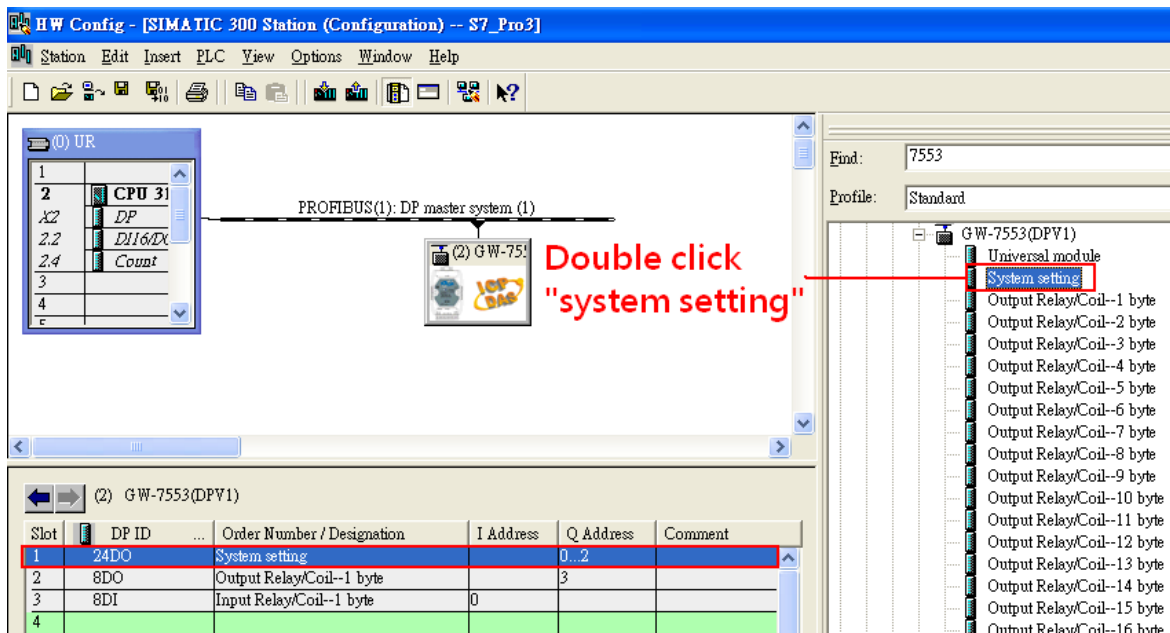 HW Config - [SIMATIC 300 Station (Configuration) -- S7_Pro3]
Station Edit Insert PLC View Options Window Help
(0) UR
1
2 CPU 31
X2 DP
2.2 DI16/DO
2.4 Count
3
4
PROFIBUS(1): DP master system (1)
(2) GW-755
ICP DAS
Double click
"system setting"
Find: 7553
Profile: Standard
GW-7553(DPV1)
Universal module
System setting
Output Relay/Coil--1 byte
Output Relay/Coil--2 byte
Output Relay/Coil--3 byte
Output Relay/Coil--4 byte
Output Relay/Coil--5 byte
Output Relay/Coil--6 byte
Output Relay/Coil--7 byte
Output Relay/Coil--8 byte
Output Relay/Coil--9 byte
Output Relay/Coil--10 byte
Output Relay/Coil--11 byte
Output Relay/Coil--12 byte
Output Relay/Coil--13 byte
Output Relay/Coil--14 byte
Output Relay/Coil--15 byte
Output Relay/Coil--16 byte
(2) GW-7553(DPV1)
Slot DP ID ... Order Number / Designation I Address Q Address Comment
1 24DO System setting 0...2
2 8DO Output Relay/Coil--1 byte 3
3 8DI Input Relay/Coil--1 byte 0
4